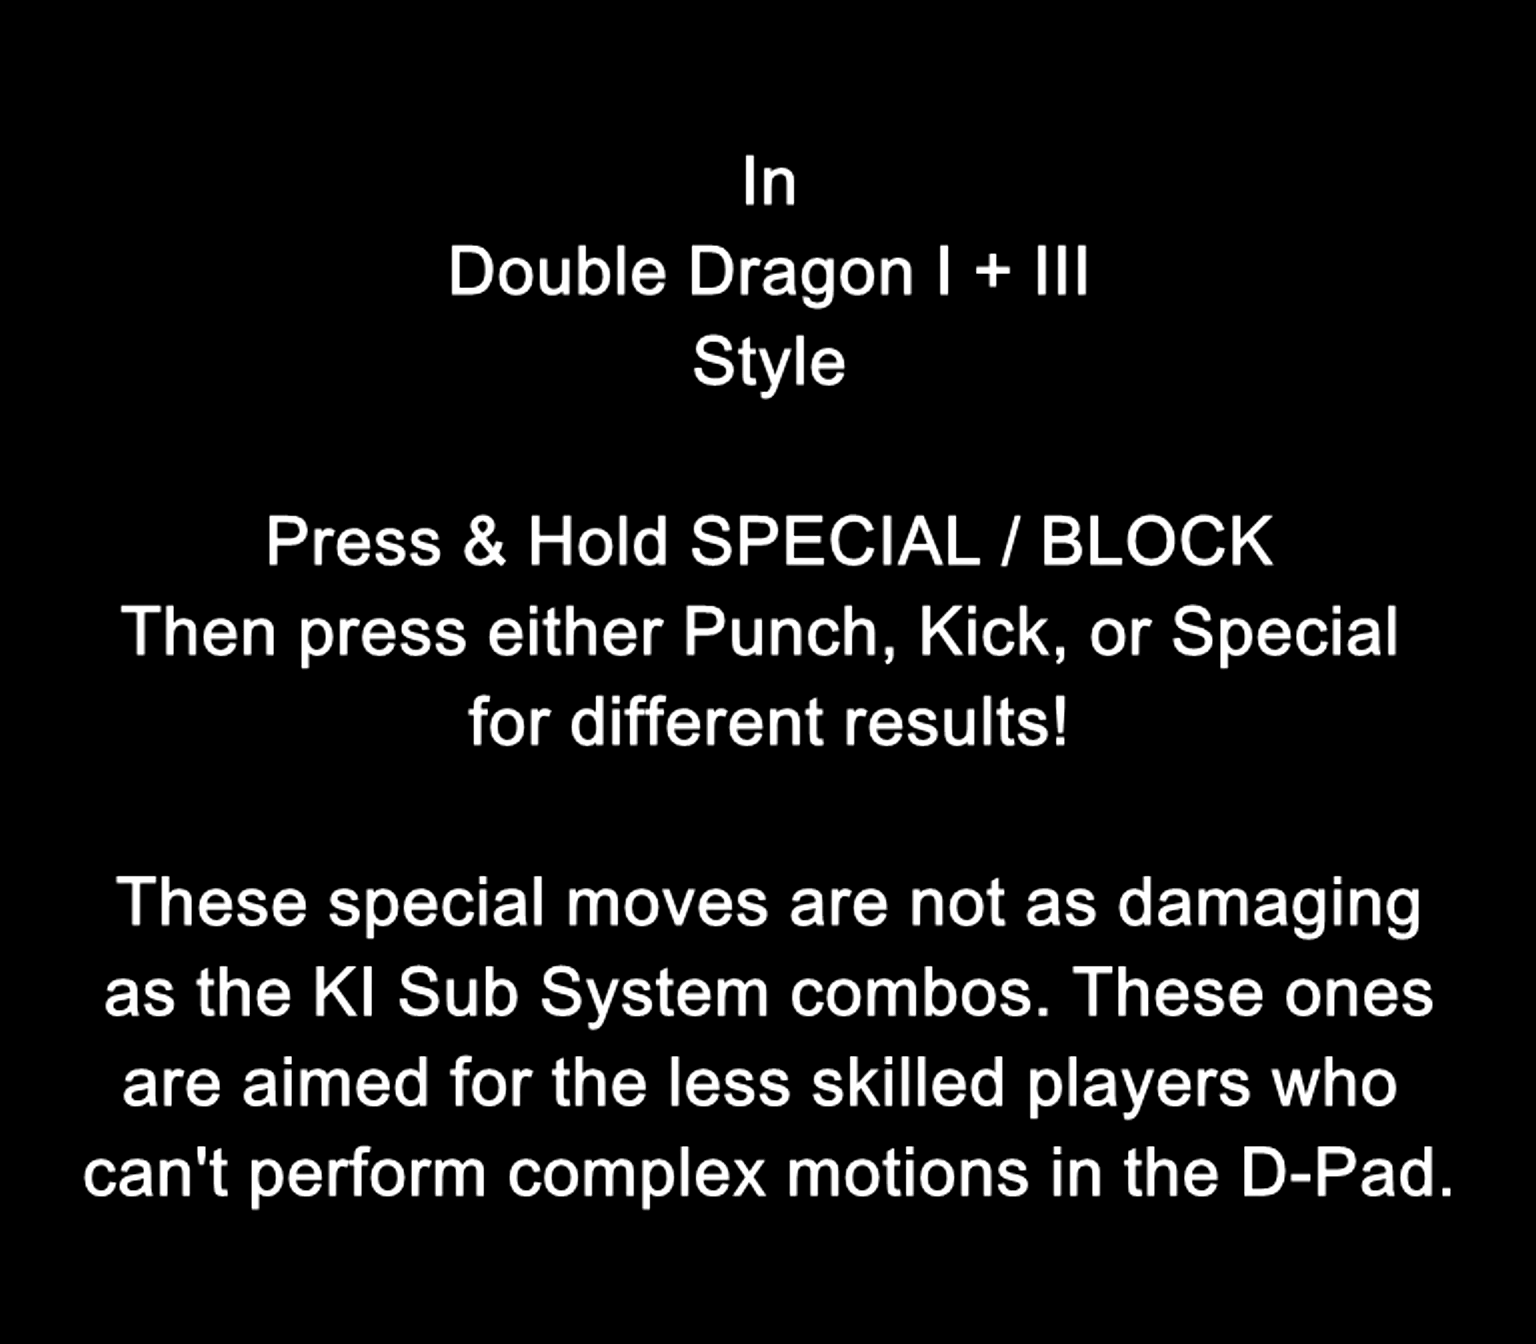 In
Double Dragon I + III
Style
Press & Hold SPECIAL / BLOCK
Then press either Punch, Kick, or Special
for different results!
These special moves are not as damaging
as the KI Sub System combos. These ones
are aimed for the less skilled players who
can't perform complex motions in the D-Pad.